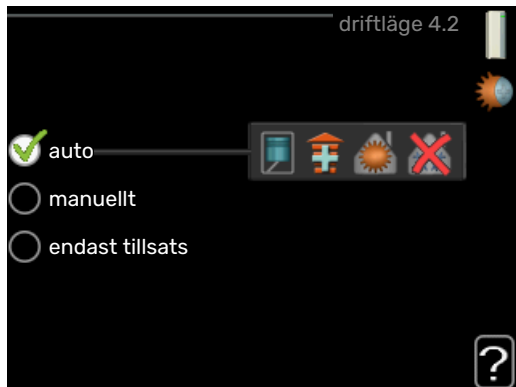 driftläge 4.2
auto
manuellt
endast tillsats
?